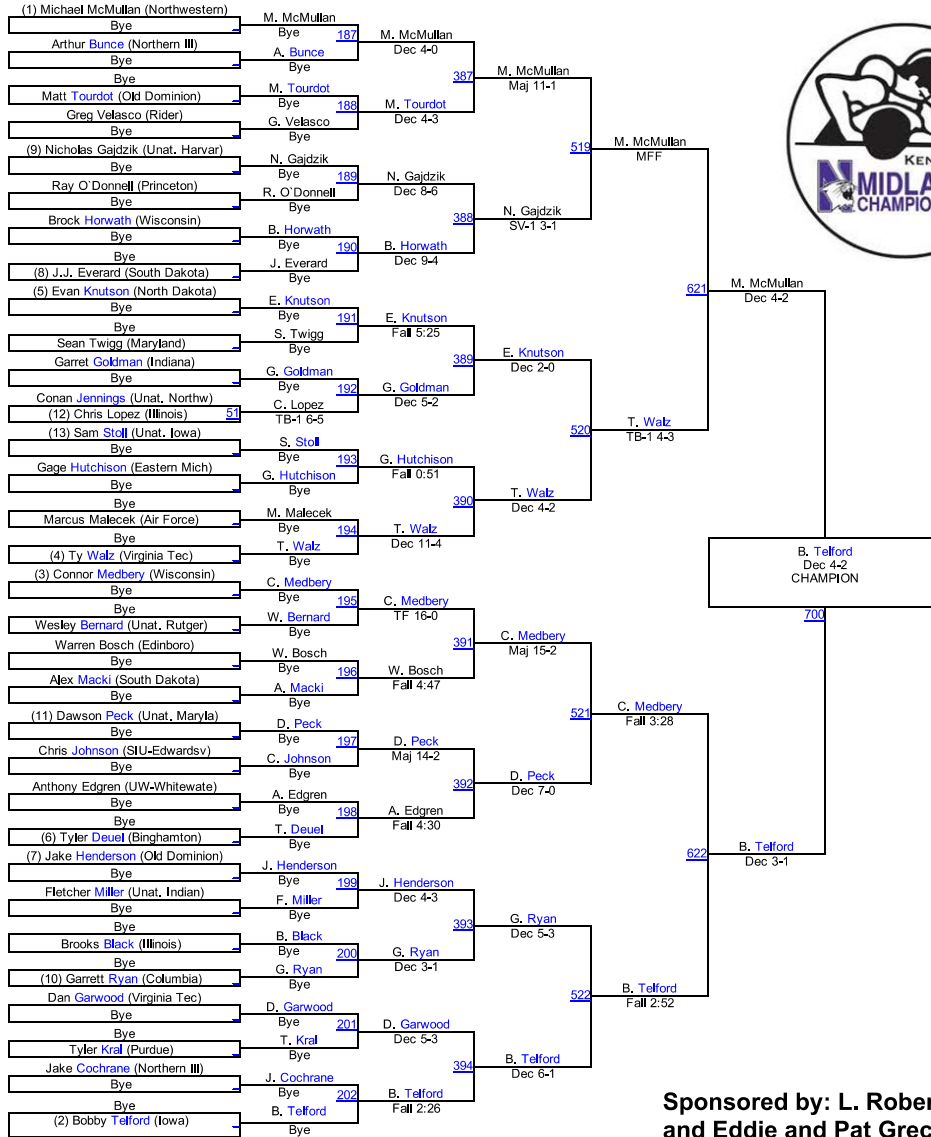 (1) Michael McMullan (Northwestern)
Bye
Arthur Bunce (Northern Ill)
Bye
Bye
Matt Tourdot (Old Dominion)
Greg Velasco (Rider)
Bye
(9) Nicholas Gajdzik (Unat. Harvar)
Bye
Ray O`Donnell (Princeton)
Bye
Brock Horwath (Wisconsin)
Bye
Bye
(8) J.J. Everard (South Dakota)
(5) Evan Knutson (North Dakota)
Bye
Bye
Sean Twigg (Maryland)
Garret Goldman (Indiana)
Bye
Conan Jennings (Unat. Northw)
(12) Chris Lopez (Illinois) 51
(13) Sam Stoll (Unat. Iowa)
Bye
Gage Hutchison (Eastern Mich)
Bye
Bye
Marcus Malecek (Air Force)
Bye
(4) Ty Walz (Virginia Tec)
(3) Connor Medbery (Wisconsin)
Bye
Bye
Wesley Bernard (Unat. Rutger)
Warren Bosch (Edinboro)
Bye
Alex Macki (South Dakota)
Bye
(11) Dawson Peck (Unat. Maryla)
Bye
Chris Johnson (SIU-Edwardsv)
Bye
Anthony Edgren (UW-Whitewate)
Bye
Bye
(6) Tyler Deuel (Binghamton)
(7) Jake Henderson (Old Dominion)
Bye
Fletcher Miller (Unat. Indian)
Bye
Bye
Brooks Black (Illinois)
Bye
(10) Garrett Ryan (Columbia)
Dan Garwood (Virginia Tec)
Bye
Bye
Tyler Kral (Purdue)
Jake Cochrane (Northern Ill)
Bye
Bye
(2) Bobby Telford (Iowa)
M. McMullan
Bye 187
A. Bunce
Bye
M. Tourdot
Bye 188
G. Velasco
Bye
N. Gajdzik
Bye 189
R. O`Donnell
Bye
B. Horwath
Bye 190
J. Everard
Bye
E. Knutson
Bye 191
S. Twigg
Bye
G. Goldman
Bye 192
C. Lopez
TB-1 6-5
S. Stoll
Bye 193
G. Hutchison
Bye
M. Malecek
Bye 194
T. Walz
Bye
C. Medbery
Bye 195
W. Bernard
Bye
W. Bosch
Bye 196
A. Macki
Bye
D. Peck
Bye 197
C. Johnson
Bye
A. Edgren
Bye 198
T. Deuel
Bye
J. Henderson
Bye 199
F. Miller
Bye
B. Black
Bye 200
G. Ryan
Bye
D. Garwood
Bye 201
T. Kral
Bye
J. Cochrane
Bye 202
B. Telford
Bye
M. McMullan
Dec 4-0
387
M. Tourdot
Dec 4-3
N. Gajdzik
Dec 8-6
388
B. Horwath
Dec 9-4
E. Knutson
Fall 5:25
389
G. Goldman
Dec 5-2
G. Hutchison
Fall 0:51
390
T. Walz
Dec 11-4
C. Medbery
TF 16-0
391
W. Bosch
Fall 4:47
D. Peck
Maj 14-2
392
A. Edgren
Fall 4:30
J. Henderson
Dec 4-3
393
G. Ryan
Dec 3-1
D. Garwood
Dec 5-3
394
B. Telford
Fall 2:26
M. McMullan
Maj 11-1
519
N. Gajdzik
SV-1 3-1
E. Knutson
Dec 2-0
520
T. Walz
Dec 4-2
C. Medbery
Maj 15-2
521
D. Peck
Dec 7-0
G. Ryan
Dec 5-3
522
B. Telford
Dec 6-1
M. McMullan
MFF
621
T. Walz
TB-1 4-3
C. Medbery
Fall 3:28
622
B. Telford
Fall 2:52
M. McMullan
Dec 4-2
B. Telford
Dec 4-2
CHAMPION
700
B. Telford
Dec 3-1
KEN
N MIDLA
CHAMPIO
Sponsored by: L. Rober
and Eddie and Pat Grec